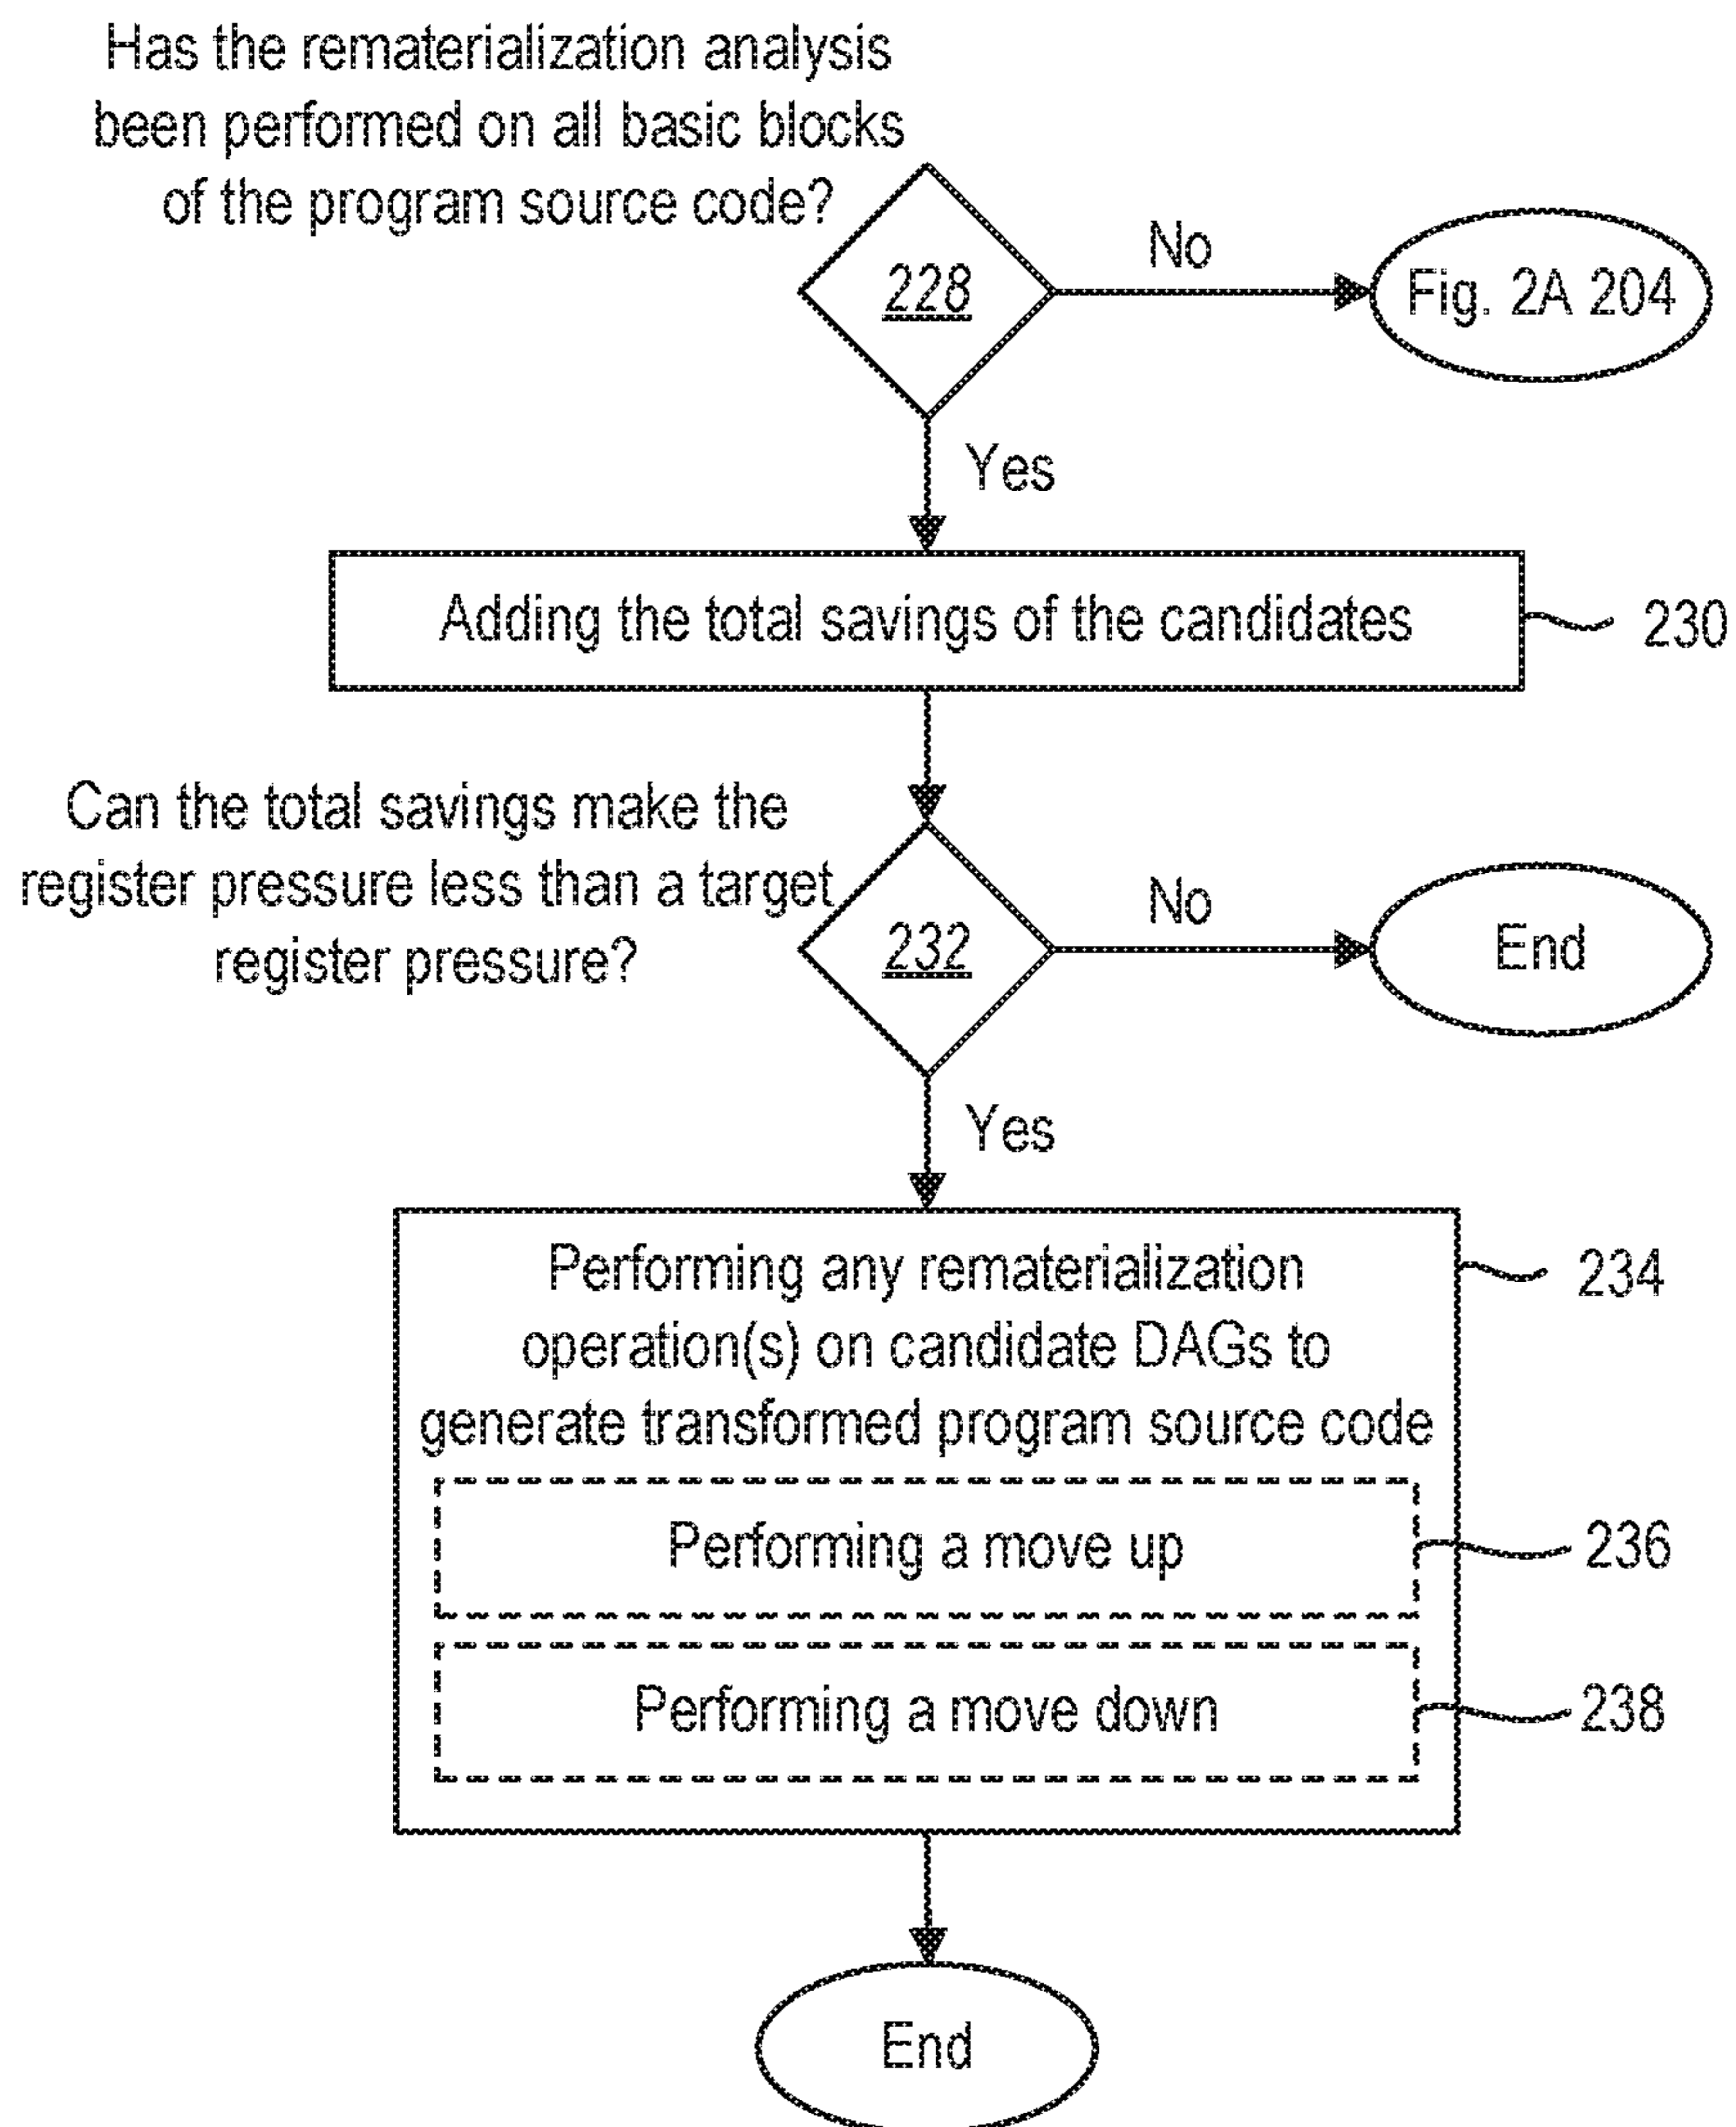 Has the rematerialization analysis
been performed on all basic blocks
of the program source code?
228
No
Fig. 2A 204
Yes
Adding the total savings of the candidates
230
Can the total savings make the
register pressure less than a target
register pressure?
232
No
End
Yes
Performing any rematerialization
operation(s) on candidate DAGs to
generate transformed program source code
234
Performing a move up
236
Performing a move down
238
End